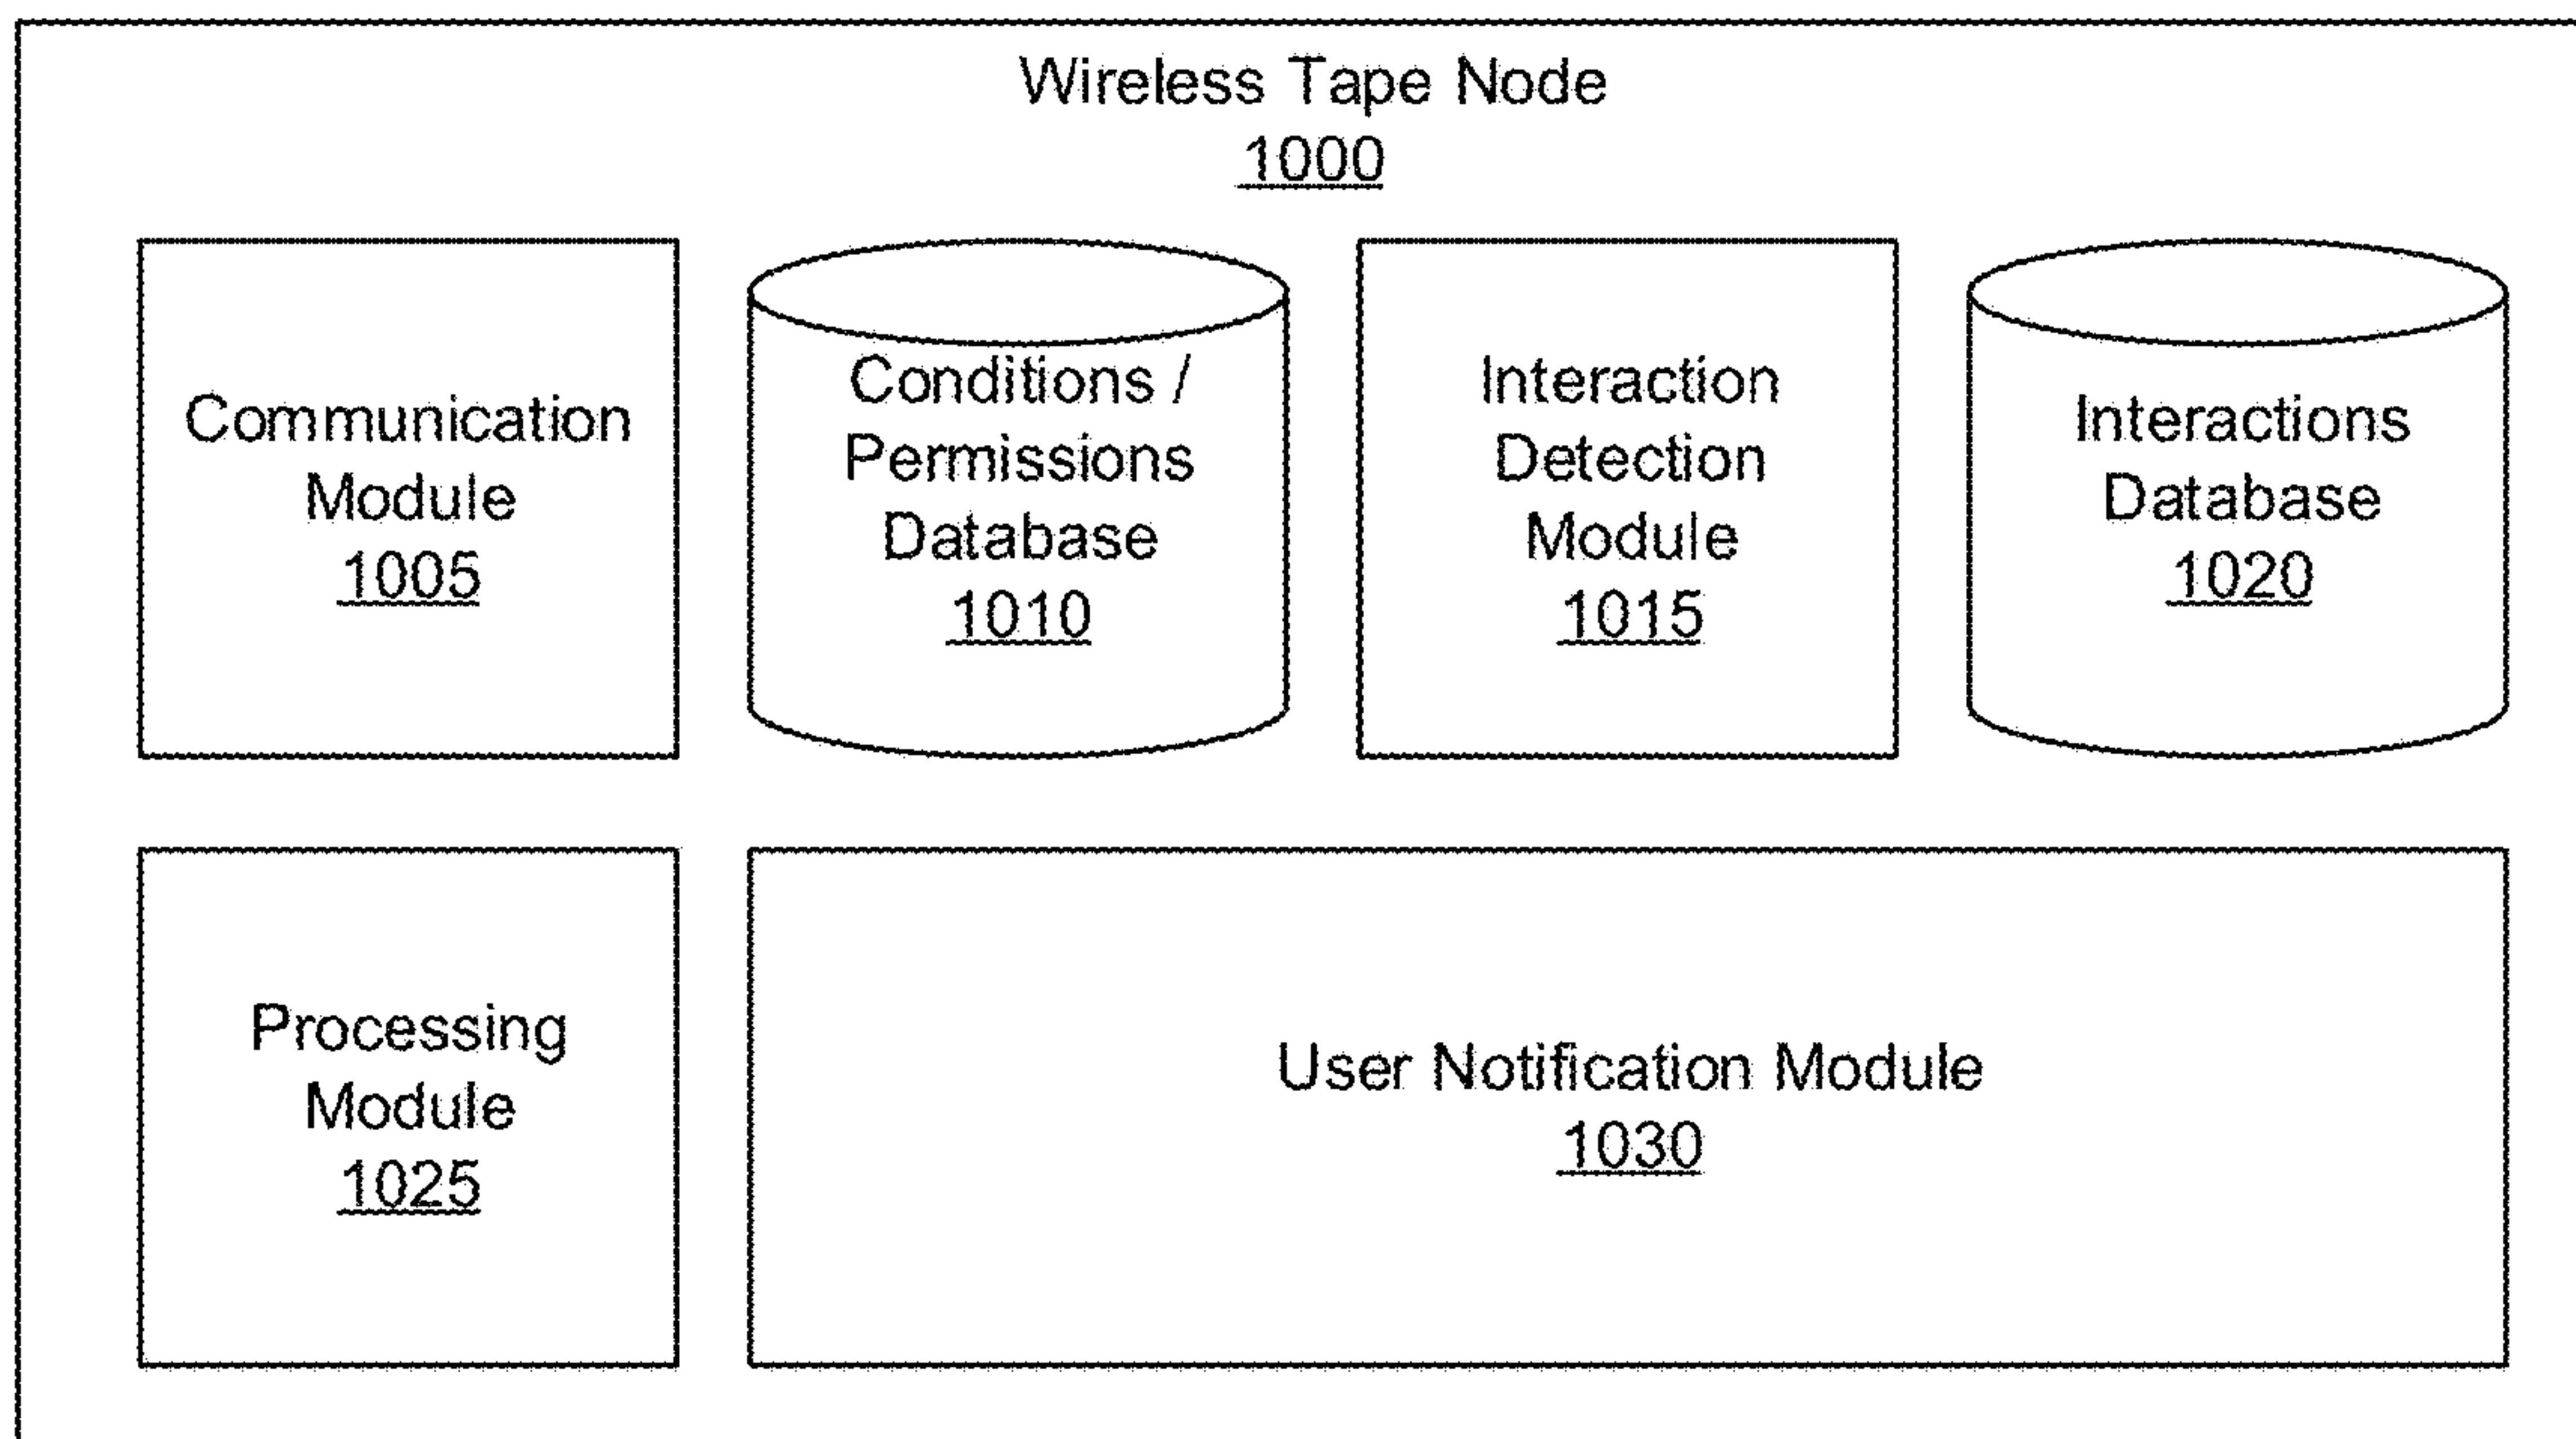 Wireless Tape Node
1000
Communication
Module
1005
Conditions /
Permissions
Database
1010
Interaction
Detection
Module
1015
Interactions
Database
1020
Processing
Module
1025
User Notification Module
1030